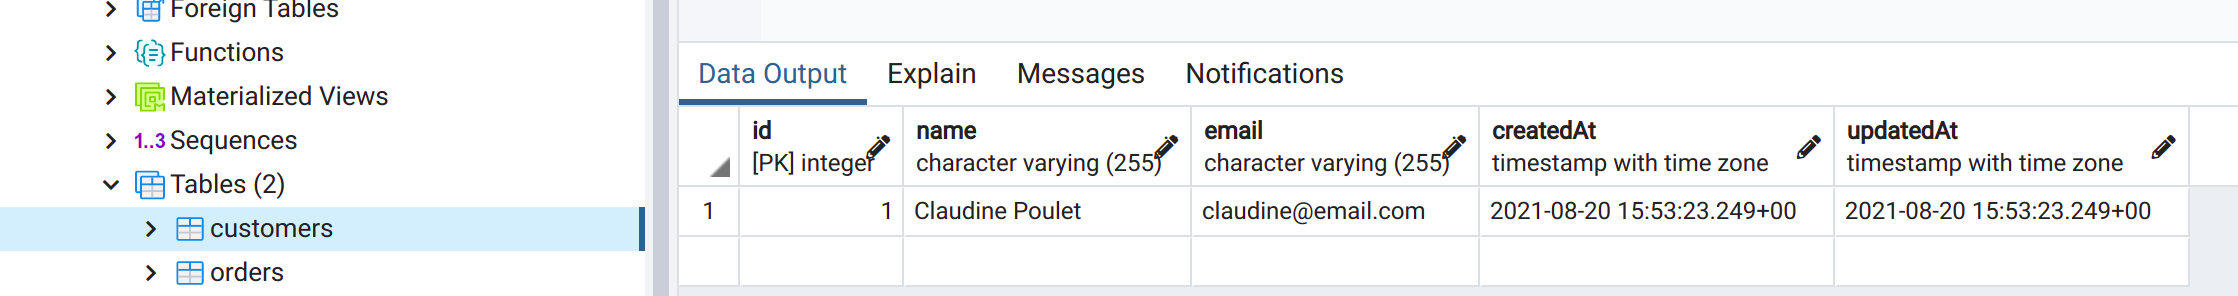 Foreign Tables
Functions
Materialized Views
1..3 Sequences
Tables (2)
customers
orders
Data Output Explain Messages Notifications
id name email createdAt updatedAt
[PK] integer character varying (255) character varying (255) timestamp with time zone timestamp with time zone
1 1 Claudine Poulet claudine@email.com 2021-08-20 15:53:23.249+00 2021-08-20 15:53:23.249+00